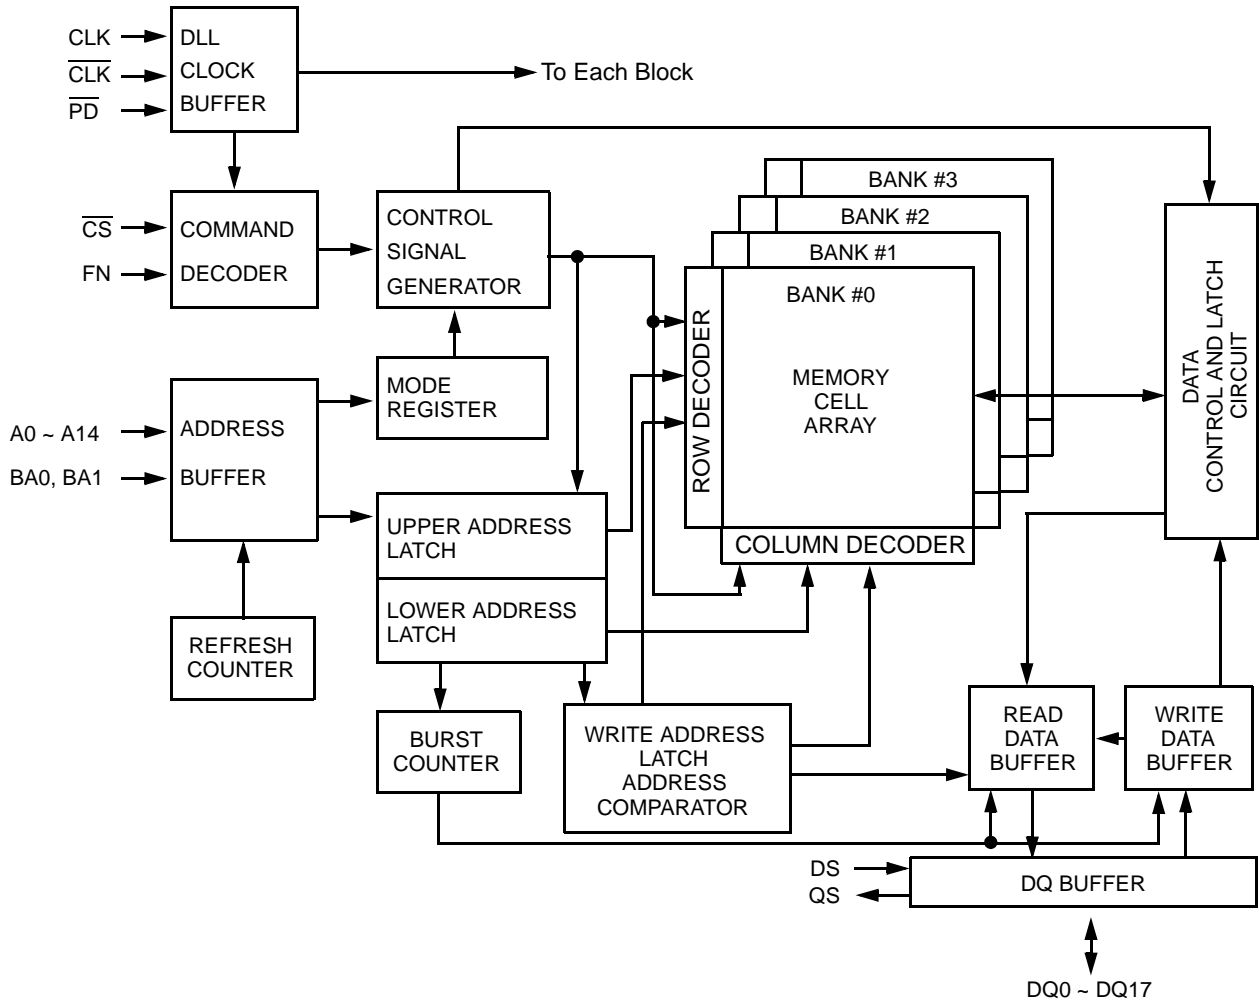 CLK
CLK
PD
DLL
CLOCK
BUFFER
To Each Block
CS
FN
COMMAND
DECODER
CONTROL
SIGNAL
GENERATOR
BANK #3
BANK #2
BANK #1
BANK #0
ROW DECODER
MEMORY
CELL
ARRAY
COLUMN DECODER
DATA
CONTROL AND LATCH
CIRCUIT
MODE
REGISTER
A0 ~ A14
BA0, BA1
ADDRESS
BUFFER
UPPER ADDRESS
LATCH
LOWER ADDRESS
LATCH
REFRESH
COUNTER
BURST
COUNTER
WRITE ADDRESS
LATCH
ADDRESS
COMPARATOR
READ
DATA
BUFFER
WRITE
DATA
BUFFER
DS
QS
DQ BUFFER
DQ0 ~ DQ17